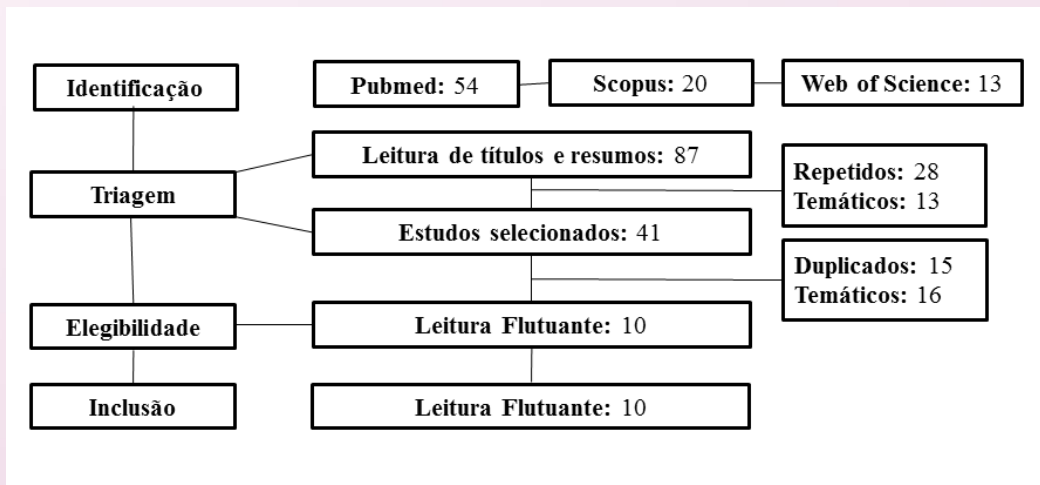 Identificação
Pubmed: 54
Scopus: 20
Web of Science: 13
Triagem
Leitura de títulos e resumos: 87
Repetidos: 28
Temáticos: 13
Estudos selecionados: 41
Duplicados: 15
Temáticos: 16
Elegibilidade
Leitura Flutuante: 10
Inclusão
Leitura Flutuante: 10